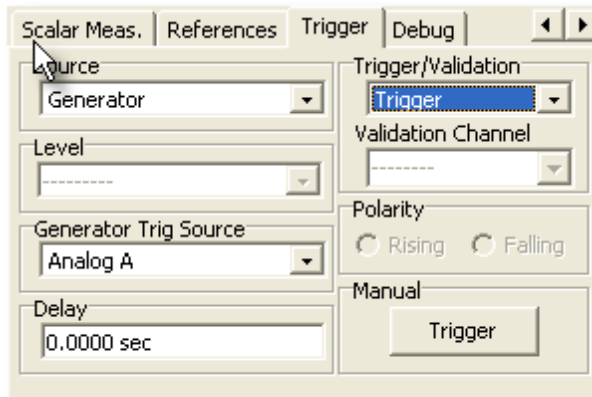 Scalar Meas. References Trigger Debug
Source
Generator
Level
---------
Generator Trig Source
Analog A
Delay
0.0000 sec
Trigger/Validation
Trigger
Validation Channel
--------
Polarity
Rising Falling
Manual
Trigger